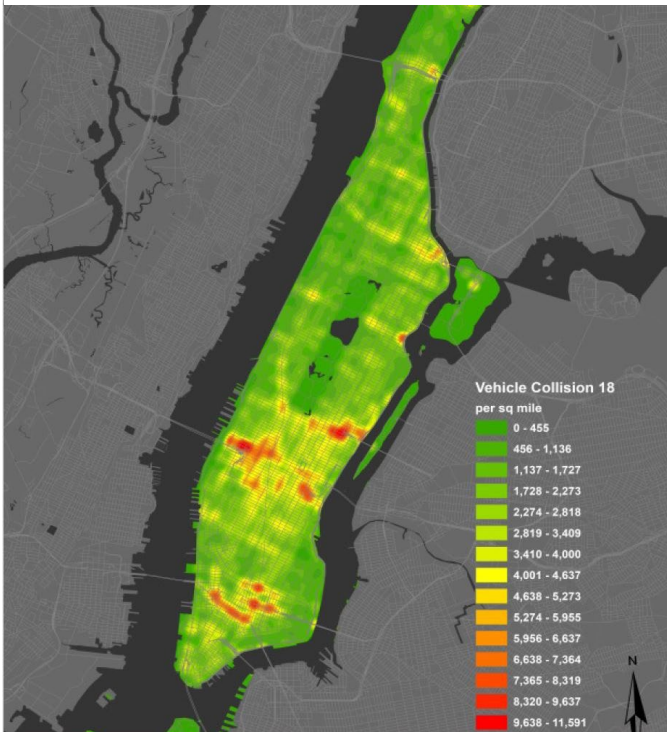 Vehicle Collision 18
per sq mile
0 - 455
456 - 1,136
1,137 - 1,727
1,728 - 2,273
2,274 - 2,818
2,819 - 3,409
3,410 - 4,000
4,001 - 4,637
4,638 - 5,273
5,274 - 5,955
5,956 - 6,637
6,638 - 7,364
7,365 - 8,319
8,320 - 9,637
9,638 - 11,591
N